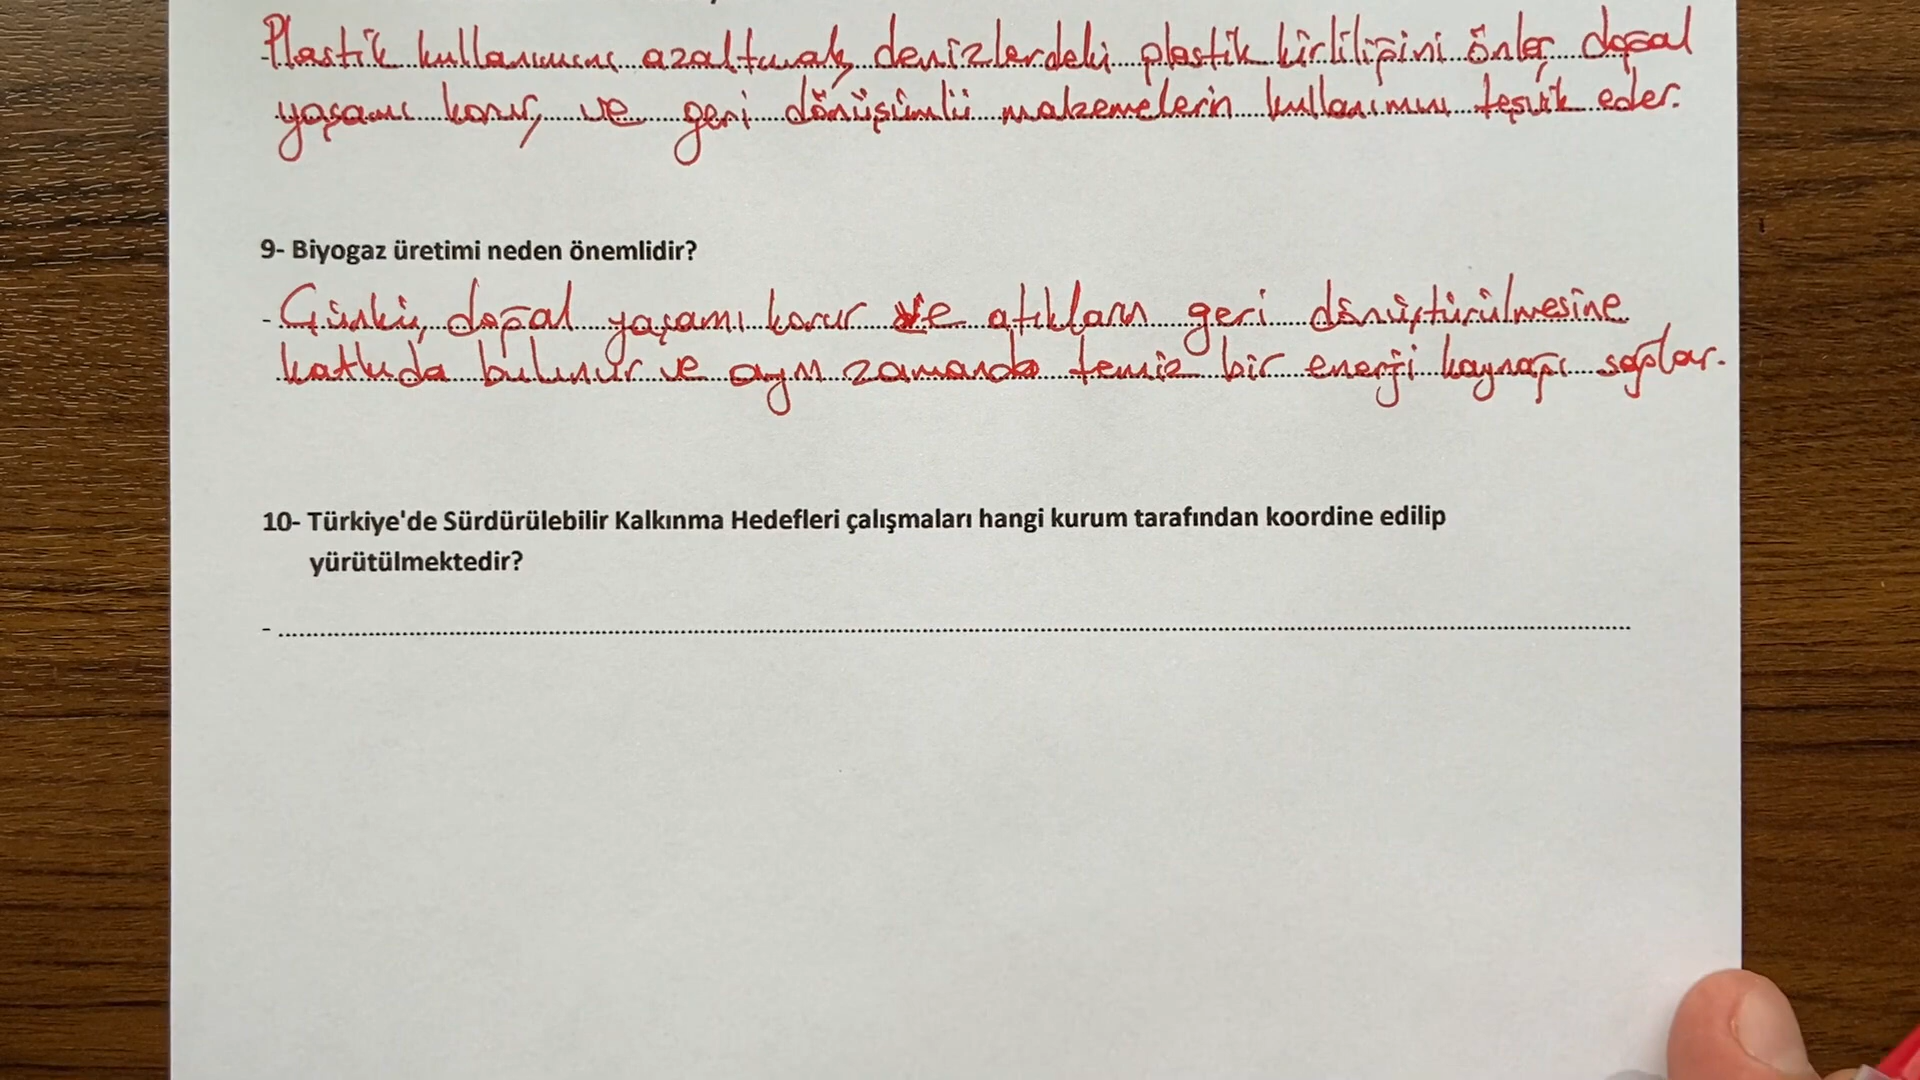 Plastik kullanımını azaltmak, denizlerdeki plastik kirliliğini önler, doğal
yaşamı korur, ve geri dönüşümlü malzemelerin kullanımını teşvik eder.
9- Biyogaz üretimi neden önemlidir?
- Çünkü, doğal yaşamı korur ve atıkların geri dönüştürülmesine
katkıda bulunur ve aynı zamanda temiz bir enerji kaynağı sağlar.
10- Türkiye'de Sürdürülebilir Kalkınma Hedefleri çalışmaları hangi kurum tarafından koordine edilip
yürütülmektedir?